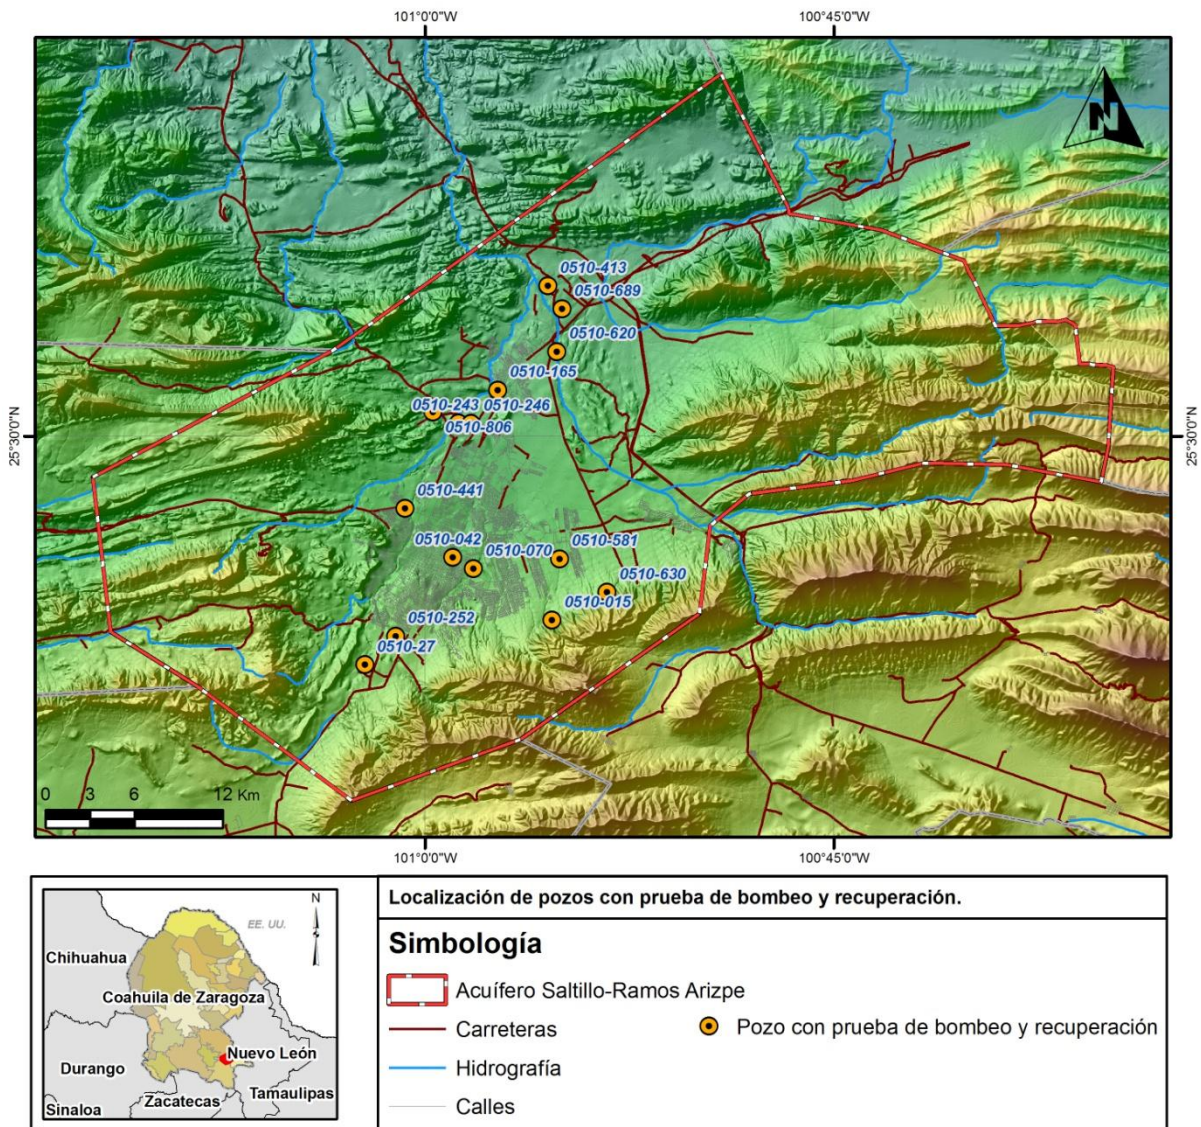 101°0'0"W
100°45'0"W
N
0510-413
0510-689
0510-620
0510-165
0510-243
0510-246
0510-806
25°30'0"N
25°30'0"N
0510-441
0510-042
0510-070
0510-581
0510-630
0510-015
0510-252
0510-27
0 3 6 12 Km
101°0'0"W
100°45'0"W
N
EE. UU.
Chihuahua
Coahuila de Zaragoza
Nuevo León
Durango
Tamaulipas
Zacatecas
Sinaloa
Localización de pozos con prueba de bombeo y recuperación.
Simbología
Acuífero Saltillo-Ramos Arizpe
Carreteras
Pozo con prueba de bombeo y recuperación
Hidrografía
Calles